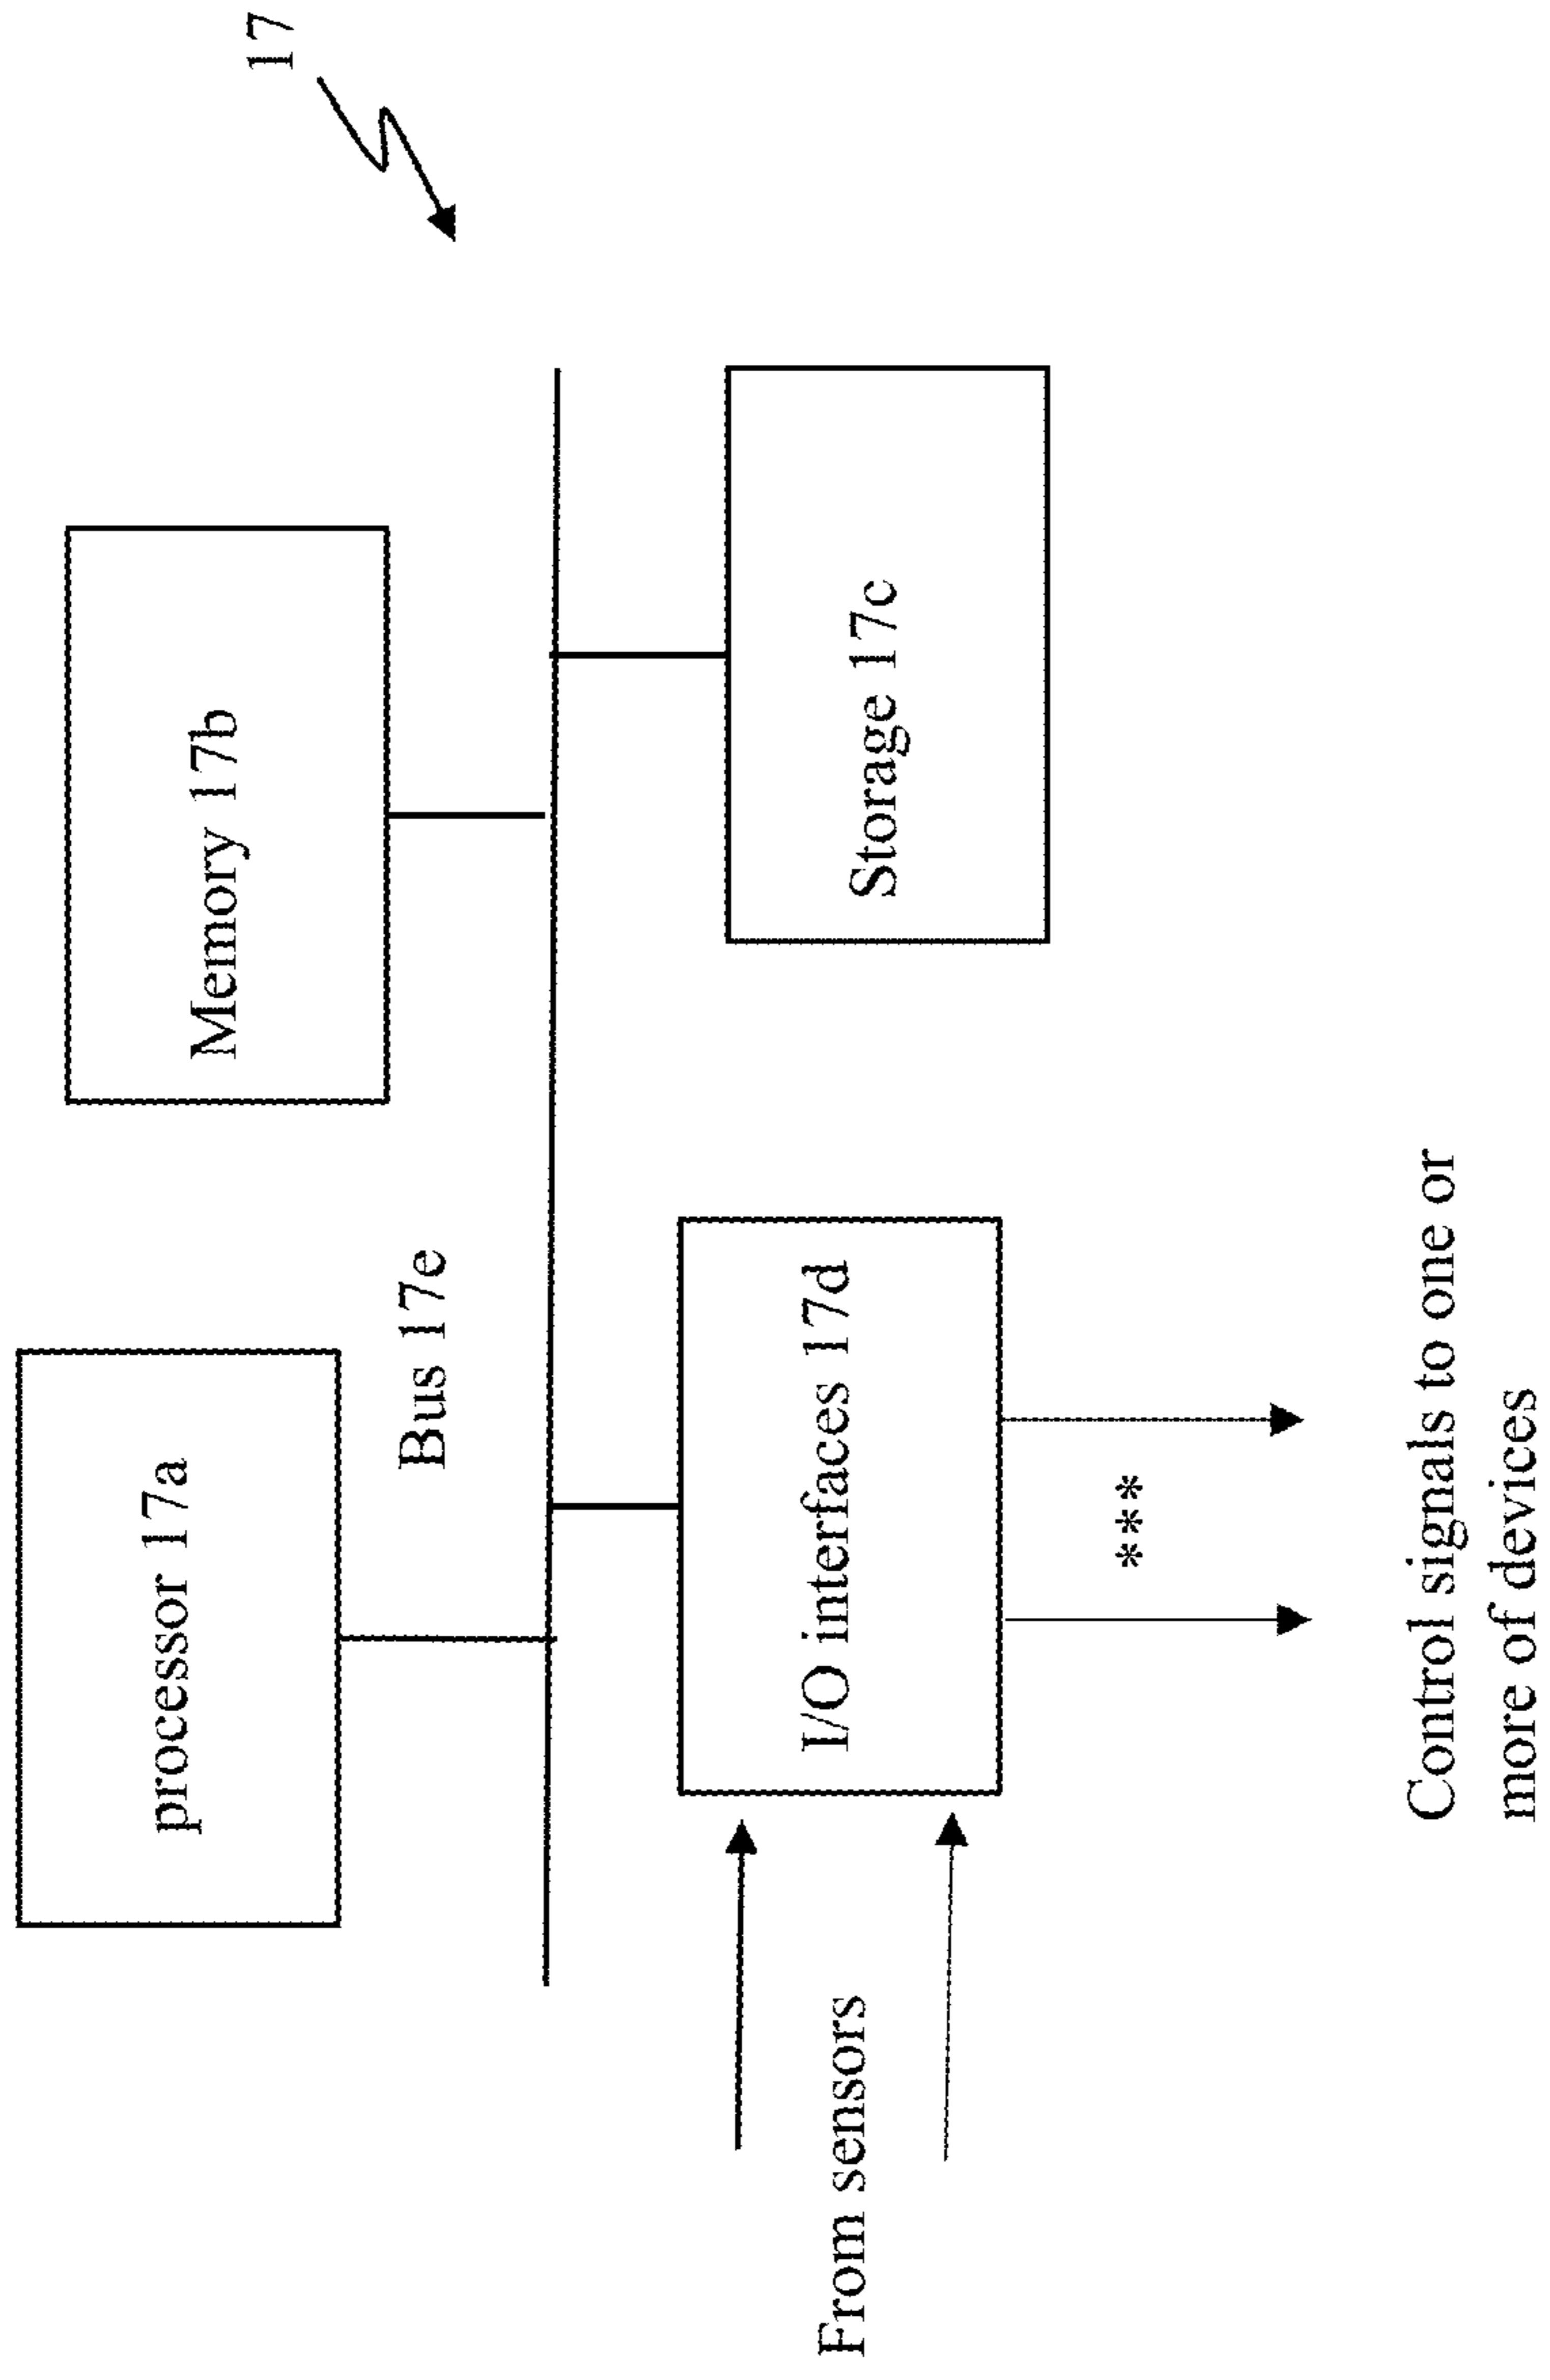 17
processor 17a
Memory 17b
Bus 17e
I/O interfaces 17d
Storage 17c
From sensors
***
Control signals to one or
more of devices